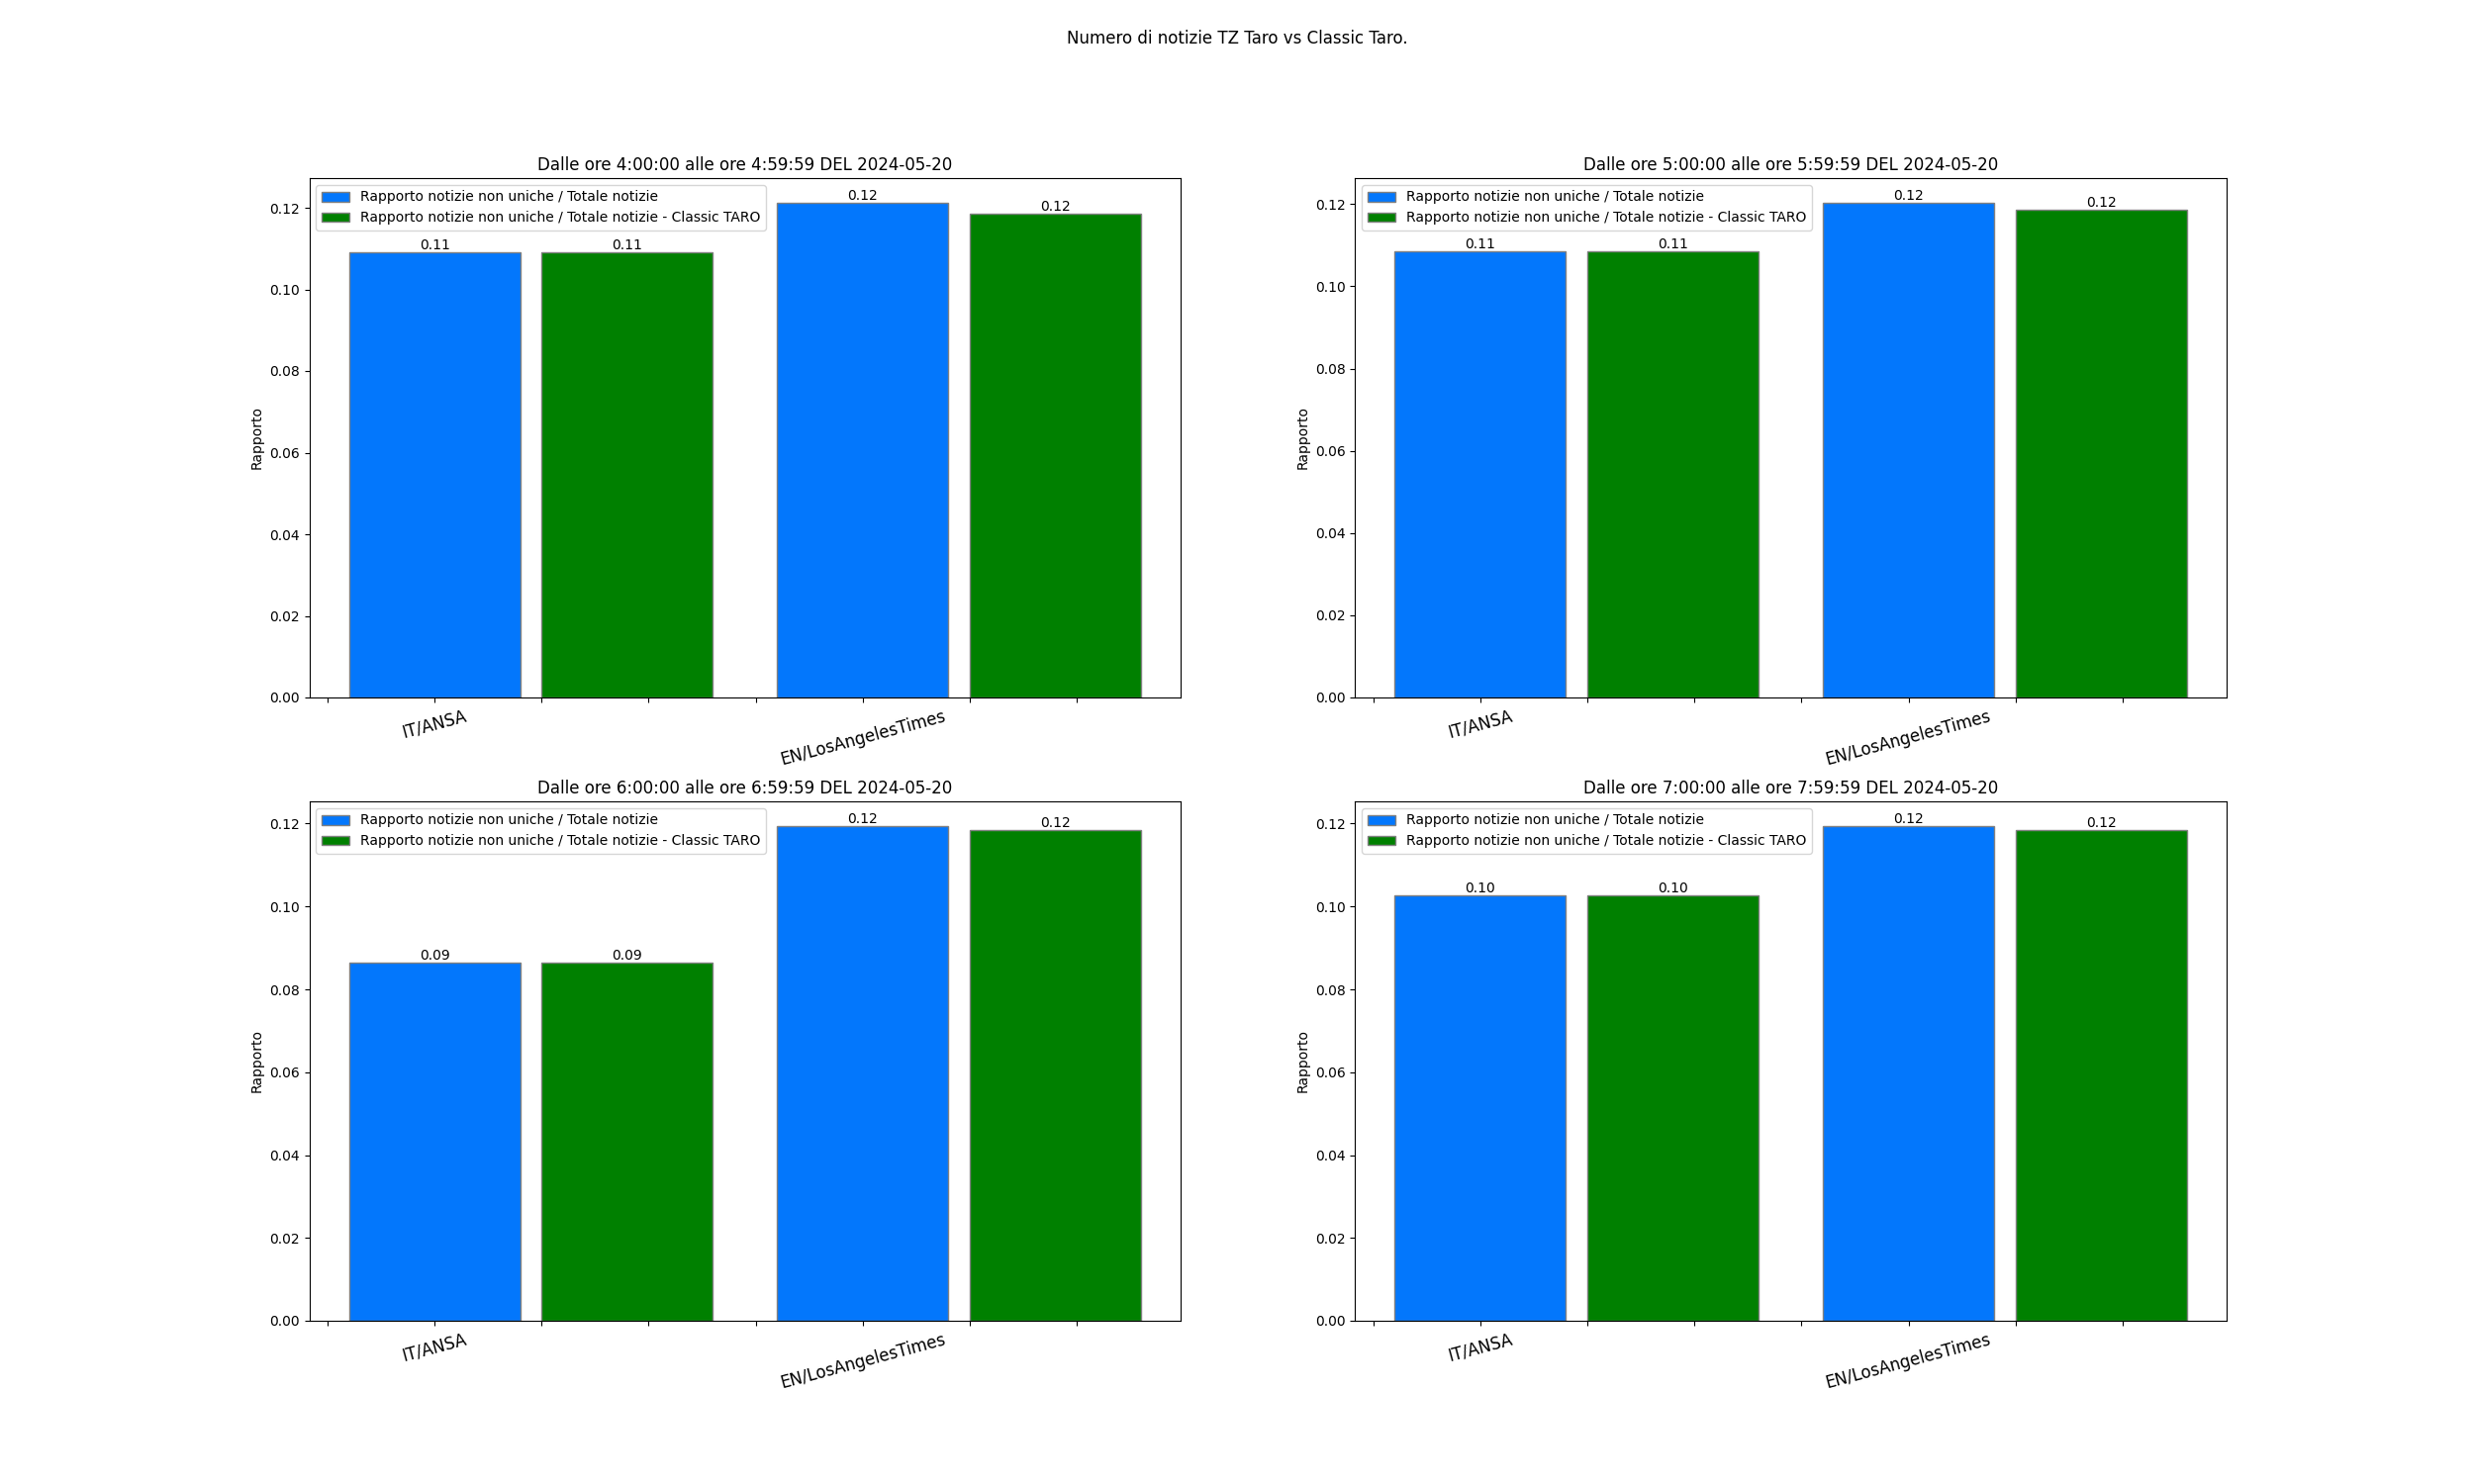 Numero di notizie TZ Taro vs Classic Taro.
Dalle ore 4:00:00 alle ore 4:59:59 DEL 2024-05-20
Rapporto notizie non uniche / Totale notizie
Rapporto notizie non uniche / Totale notizie - Classic TARO
0.12
0.12
0.11
0.11
0.12
0.10
0.08
0.06
0.04
0.02
0.00
Rapporto
IT/ANSA
EN/LosAngelesTimes
Dalle ore 5:00:00 alle ore 5:59:59 DEL 2024-05-20
Rapporto notizie non uniche / Totale notizie
Rapporto notizie non uniche / Totale notizie - Classic TARO
0.12
0.12
0.11
0.11
0.12
0.10
0.08
0.06
0.04
0.02
0.00
Rapporto
IT/ANSA
EN/LosAngelesTimes
Dalle ore 6:00:00 alle ore 6:59:59 DEL 2024-05-20
Rapporto notizie non uniche / Totale notizie
Rapporto notizie non uniche / Totale notizie - Classic TARO
0.12
0.12
0.09
0.09
0.12
0.10
0.08
0.06
0.04
0.02
0.00
Rapporto
IT/ANSA
EN/LosAngelesTimes
Dalle ore 7:00:00 alle ore 7:59:59 DEL 2024-05-20
Rapporto notizie non uniche / Totale notizie
Rapporto notizie non uniche / Totale notizie - Classic TARO
0.12
0.12
0.10
0.10
0.12
0.10
0.08
0.06
0.04
0.02
0.00
Rapporto
IT/ANSA
EN/LosAngelesTimes